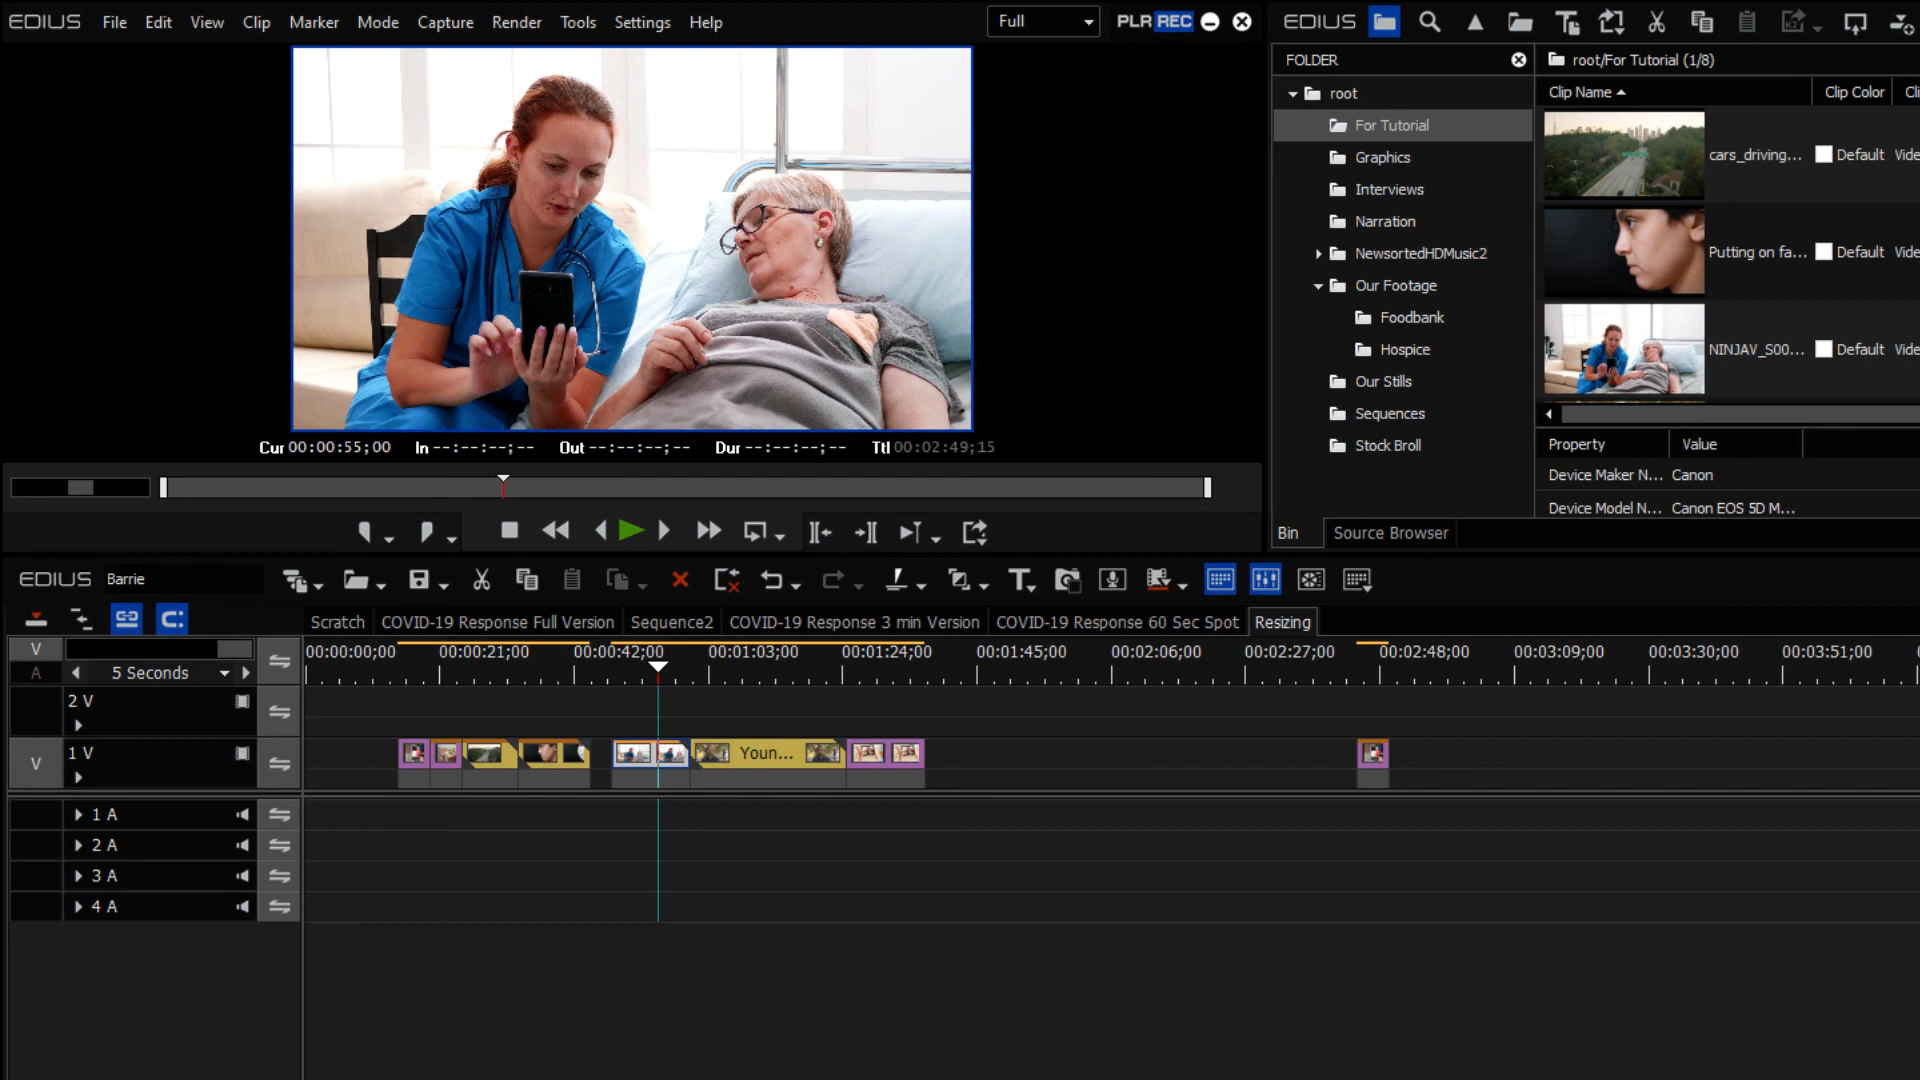 EDIUS File Edit View Clip Marker Mode Capture Render Tools Settings Help Full PLR REC
Cur 00:00:55;00 In --:--:--;-- Out --:--:--;-- Dur --:--:--;-- Ttl 00:02:49;15
EDIUS
FOLDER
root
For Tutorial
Graphics
Interviews
Narration
NewsortedHDMusic2
Our Footage
Foodbank
Hospice
Our Stills
Sequences
Stock Broll
Bin Source Browser
root/For Tutorial (1/8)
Clip Name Clip Color Cli
cars_driving... Default Vide
Putting on fa... Default Vide
NINJAV_S00... Default Vide
Property Value
Device Maker N... Canon
Device Model N... Canon EOS 5D M...
EDIUS Barrie
Scratch COVID-19 Response Full Version Sequence2 COVID-19 Response 3 min Version COVID-19 Response 60 Sec Spot Resizing
V 00:00:00;00 00:00:21;00 00:00:42;00 00:01:03;00 00:01:24;00 00:01:45;00 00:02:06;00 00:02:27;00 00:02:48;00 00:03:09;00 00:03:30;00 00:03:51;00 0
A 5 Seconds
2 V
V 1 V Youn...
1 A
2 A
3 A
4 A